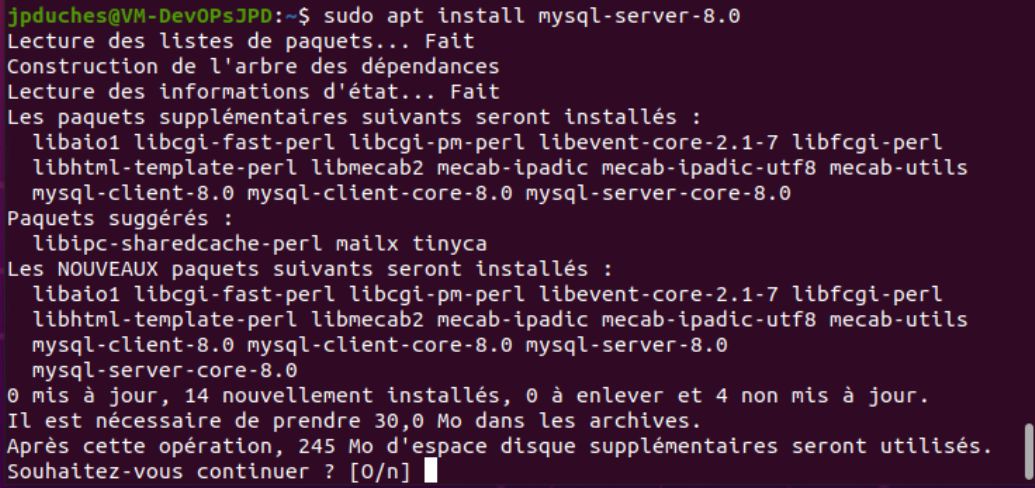 jpduches@VM-DevOPsJPD:~$ sudo apt install mysql-server-8.0
Lecture des listes de paquets... Fait
Construction de l'arbre des dépendances
Lecture des informations d'état... Fait
Les paquets supplémentaires suivants seront installés :
  libaio1 libcgi-fast-perl libcgi-pm-perl libevent-core-2.1-7 libfcgi-perl
  libhtml-template-perl libmecab2 mecab-ipadic mecab-ipadic-utf8 mecab-utils
  mysql-client-8.0 mysql-client-core-8.0 mysql-server-core-8.0
Paquets suggérés :
  libipc-sharedcache-perl mailx tinyca
Les NOUVEAUX paquets suivants seront installés :
  libaio1 libcgi-fast-perl libcgi-pm-perl libevent-core-2.1-7 libfcgi-perl
  libhtml-template-perl libmecab2 mecab-ipadic mecab-ipadic-utf8 mecab-utils
  mysql-client-8.0 mysql-client-core-8.0 mysql-server-8.0
  mysql-server-core-8.0
0 mis à jour, 14 nouvellement installés, 0 à enlever et 4 non mis à jour.
Il est nécessaire de prendre 30,0 Mo dans les archives.
Après cette opération, 245 Mo d'espace disque supplémentaires seront utilisés.
Souhaitez-vous continuer ? [O/n]